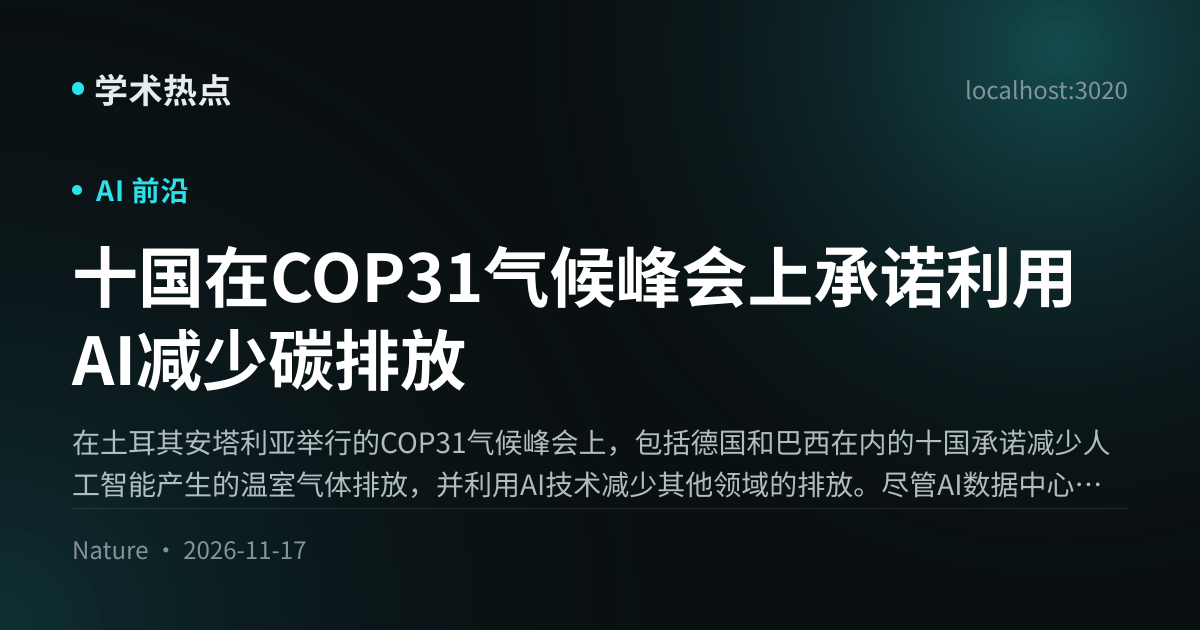 学术热点
localhost:3020
AI 前沿
十国在COP31气候峰会上承诺利用
AI减少碳排放
在土耳其安塔利亚举行的COP31气候峰会上，包括德国和巴西在内的十国承诺减少人
工智能产生的温室气体排放，并利用AI技术减少其他领域的排放。尽管AI数据中心…
Nature • 2026-11-17